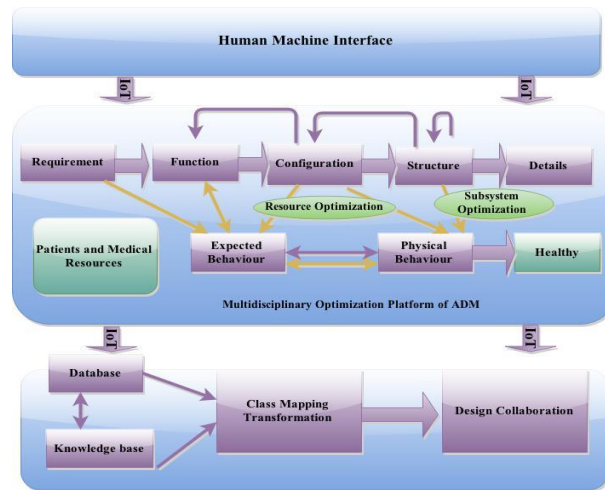 Human Machine Interface
IoT
IoT
Requirement
Function
Configuration
Structure
Details
Resource Optimization
Subsystem
Optimization
Patients and Medical
Resources
Expected
Behaviour
Physical
Behaviour
Healthy
Multidisciplinary Optimization Platform of ADM
IoT
IoT
Database
Knowledge base
Class Mapping
Transformation
Design Collaboration